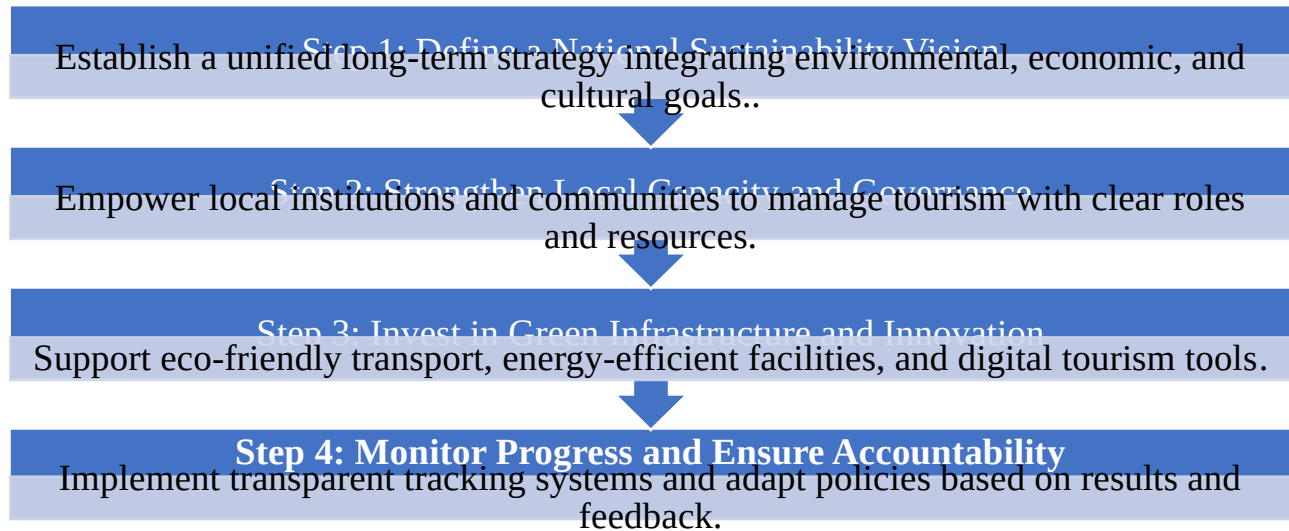 Step 1: Define a National Sustainability Vision
Establish a unified long-term strategy integrating environmental, economic, and
cultural goals..
Step 2: Strengthen Local Capacity and Governance
Empower local institutions and communities to manage tourism with clear roles
and resources.
Step 3: Invest in Green Infrastructure and Innovation
Support eco-friendly transport, energy-efficient facilities, and digital tourism tools.
Step 4: Monitor Progress and Ensure Accountability
Implement transparent tracking systems and adapt policies based on results and
feedback.